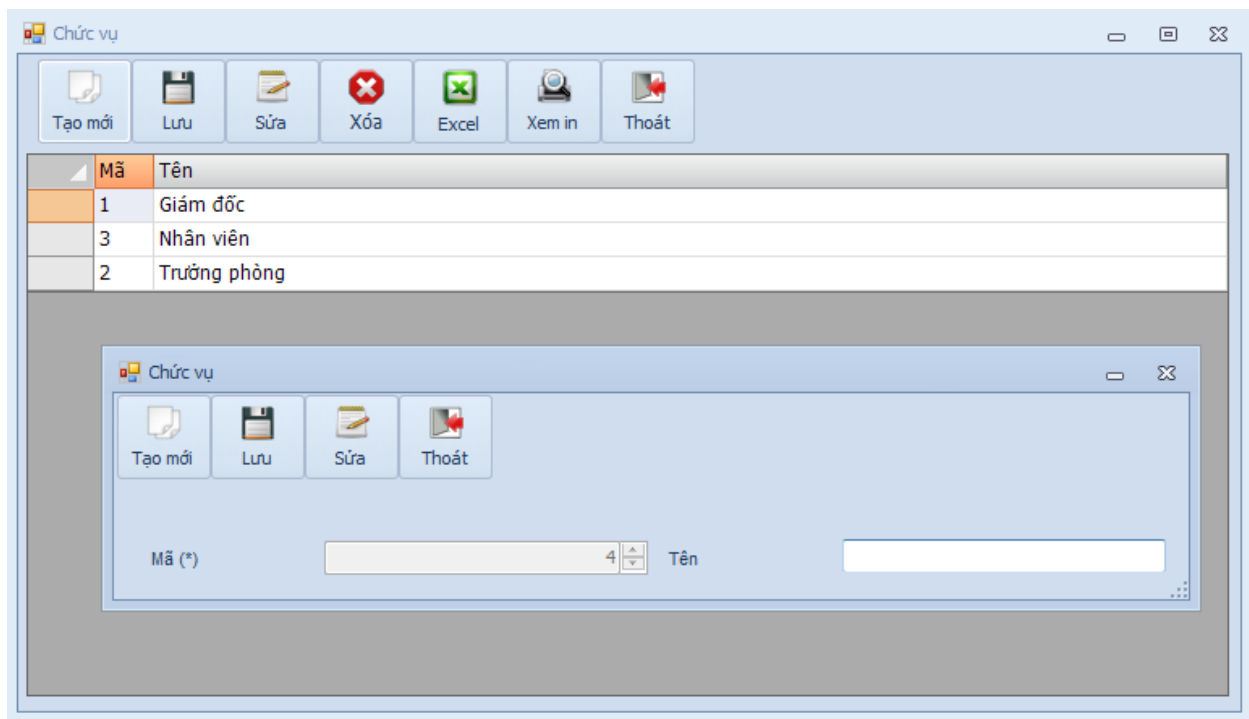 Chức vụ
Tạo mới Lưu Sửa Xóa Excel Xem in Thoát
Mã Tên
1 Giám đốc
3 Nhân viên
2 Trưởng phòng
Chức vụ
Tạo mới Lưu Sửa Thoát
Mã (*) 4 Tên